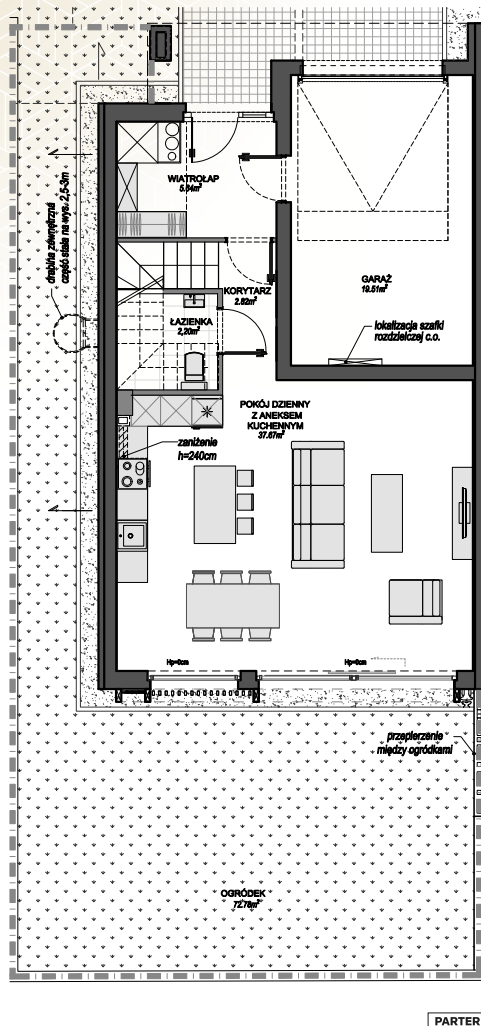 WIATROŁAP
5.64m²
drabina zewnętrzna
część stała na wys. 2,5-3m
GARAŻ
19.51m²
KORYTARZ
2.82m²
ŁAZIENKA
2,20m²
lokalizacja szafki
rozdzielczej c.o.
POKÓJ DZIENNY
Z ANEKSEM
KUCHENNYM
37.67m²
zaniżenie
h=240cm
Hp=0cm
Hp=0cm
przepierzenie
między ogródkami
OGRÓDEK
72.78m²
PARTER